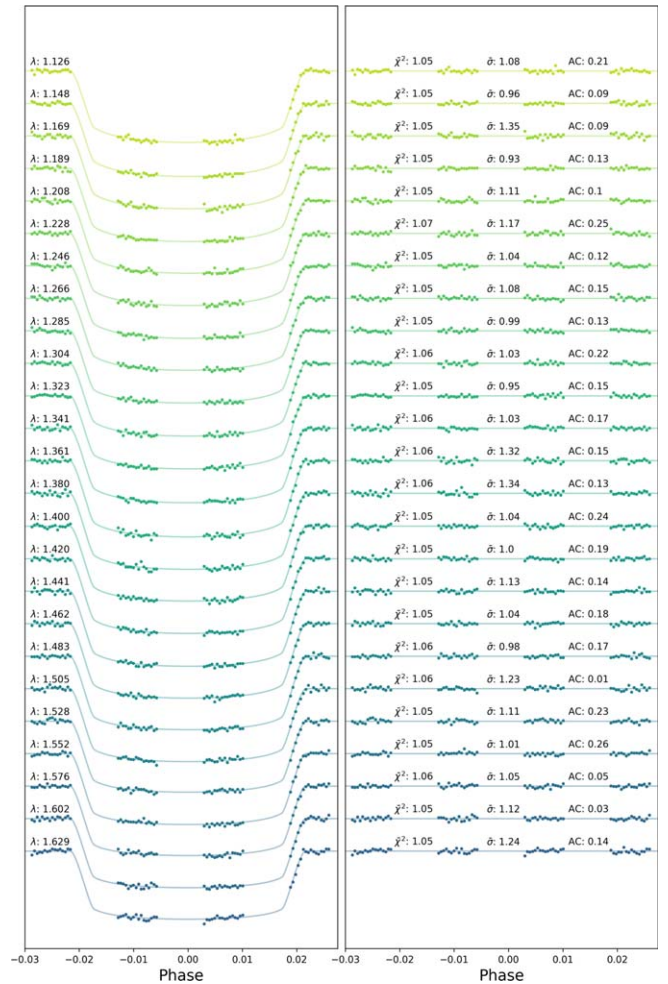 λ: 1.126 χ̄²: 1.05 σ̄: 1.08 AC: 0.21
λ: 1.148 χ̄²: 1.05 σ̄: 0.96 AC: 0.09
λ: 1.169 χ̄²: 1.05 σ̄: 1.35 AC: 0.09
λ: 1.189 χ̄²: 1.05 σ̄: 0.93 AC: 0.13
λ: 1.208 χ̄²: 1.05 σ̄: 1.11 AC: 0.1
λ: 1.228 χ̄²: 1.07 σ̄: 1.17 AC: 0.25
λ: 1.246 χ̄²: 1.05 σ̄: 1.04 AC: 0.12
λ: 1.266 χ̄²: 1.05 σ̄: 1.08 AC: 0.15
λ: 1.285 χ̄²: 1.05 σ̄: 0.99 AC: 0.13
λ: 1.304 χ̄²: 1.06 σ̄: 1.03 AC: 0.22
λ: 1.323 χ̄²: 1.05 σ̄: 0.95 AC: 0.15
λ: 1.341 χ̄²: 1.06 σ̄: 1.03 AC: 0.17
λ: 1.361 χ̄²: 1.06 σ̄: 1.32 AC: 0.15
λ: 1.380 χ̄²: 1.06 σ̄: 1.34 AC: 0.13
λ: 1.400 χ̄²: 1.05 σ̄: 1.04 AC: 0.24
λ: 1.420 χ̄²: 1.05 σ̄: 1.0 AC: 0.19
λ: 1.441 χ̄²: 1.05 σ̄: 1.13 AC: 0.14
λ: 1.462 χ̄²: 1.05 σ̄: 1.04 AC: 0.18
λ: 1.483 χ̄²: 1.06 σ̄: 0.98 AC: 0.17
λ: 1.505 χ̄²: 1.06 σ̄: 1.23 AC: 0.01
λ: 1.528 χ̄²: 1.05 σ̄: 1.11 AC: 0.23
λ: 1.552 χ̄²: 1.05 σ̄: 1.01 AC: 0.26
λ: 1.576 χ̄²: 1.06 σ̄: 1.05 AC: 0.05
λ: 1.602 χ̄²: 1.05 σ̄: 1.12 AC: 0.03
λ: 1.629 χ̄²: 1.05 σ̄: 1.24 AC: 0.14
−0.03 −0.02 −0.01 0.00 0.01 0.02 −0.03 −0.02 −0.01 0.00 0.01 0.02
Phase Phase